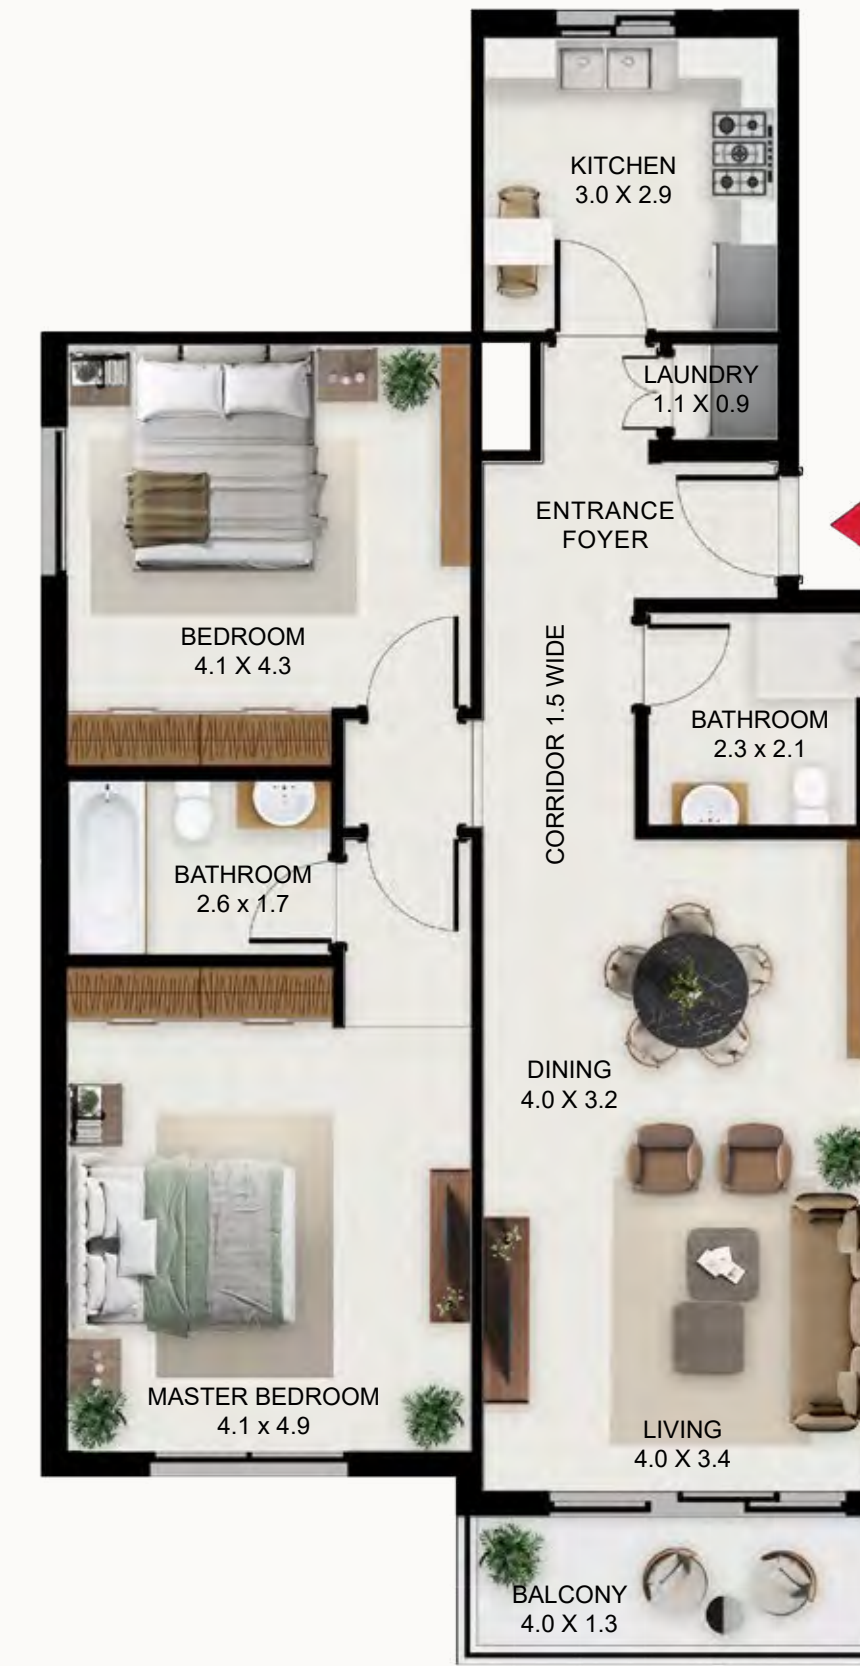 KITCHEN
3.0 X 2.9
LAUNDRY
1.1 X 0.9
ENTRANCE
FOYER
BEDROOM
4.1 X 4.3
CORRIDOR 1.5 WIDE
BATHROOM
2.3 x 2.1
BATHROOM
2.6 x 1.7
DINING
4.0 X 3.2
MASTER BEDROOM
4.1 x 4.9
LIVING
4.0 X 3.4
BALCONY
4.0 X 1.3